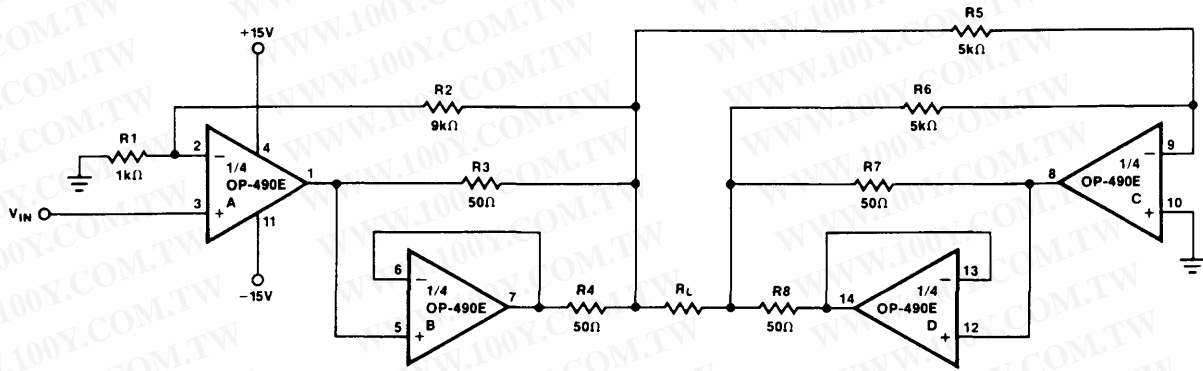 R5
5kΩ
+15V
R2
9kΩ
R6
5kΩ
R1
1kΩ
2
−
4
1/4
OP-490E
A
1
3
+
11
VIN
−15V
R3
50Ω
R7
50Ω
8
−
9
1/4
OP-490E
C
+
10
6
−
1/4
OP-490E
B
7
5
+
R4
50Ω
RL
R8
50Ω
14
−
13
1/4
OP-490E
D
+
12
WWW.100Y.COM.TW